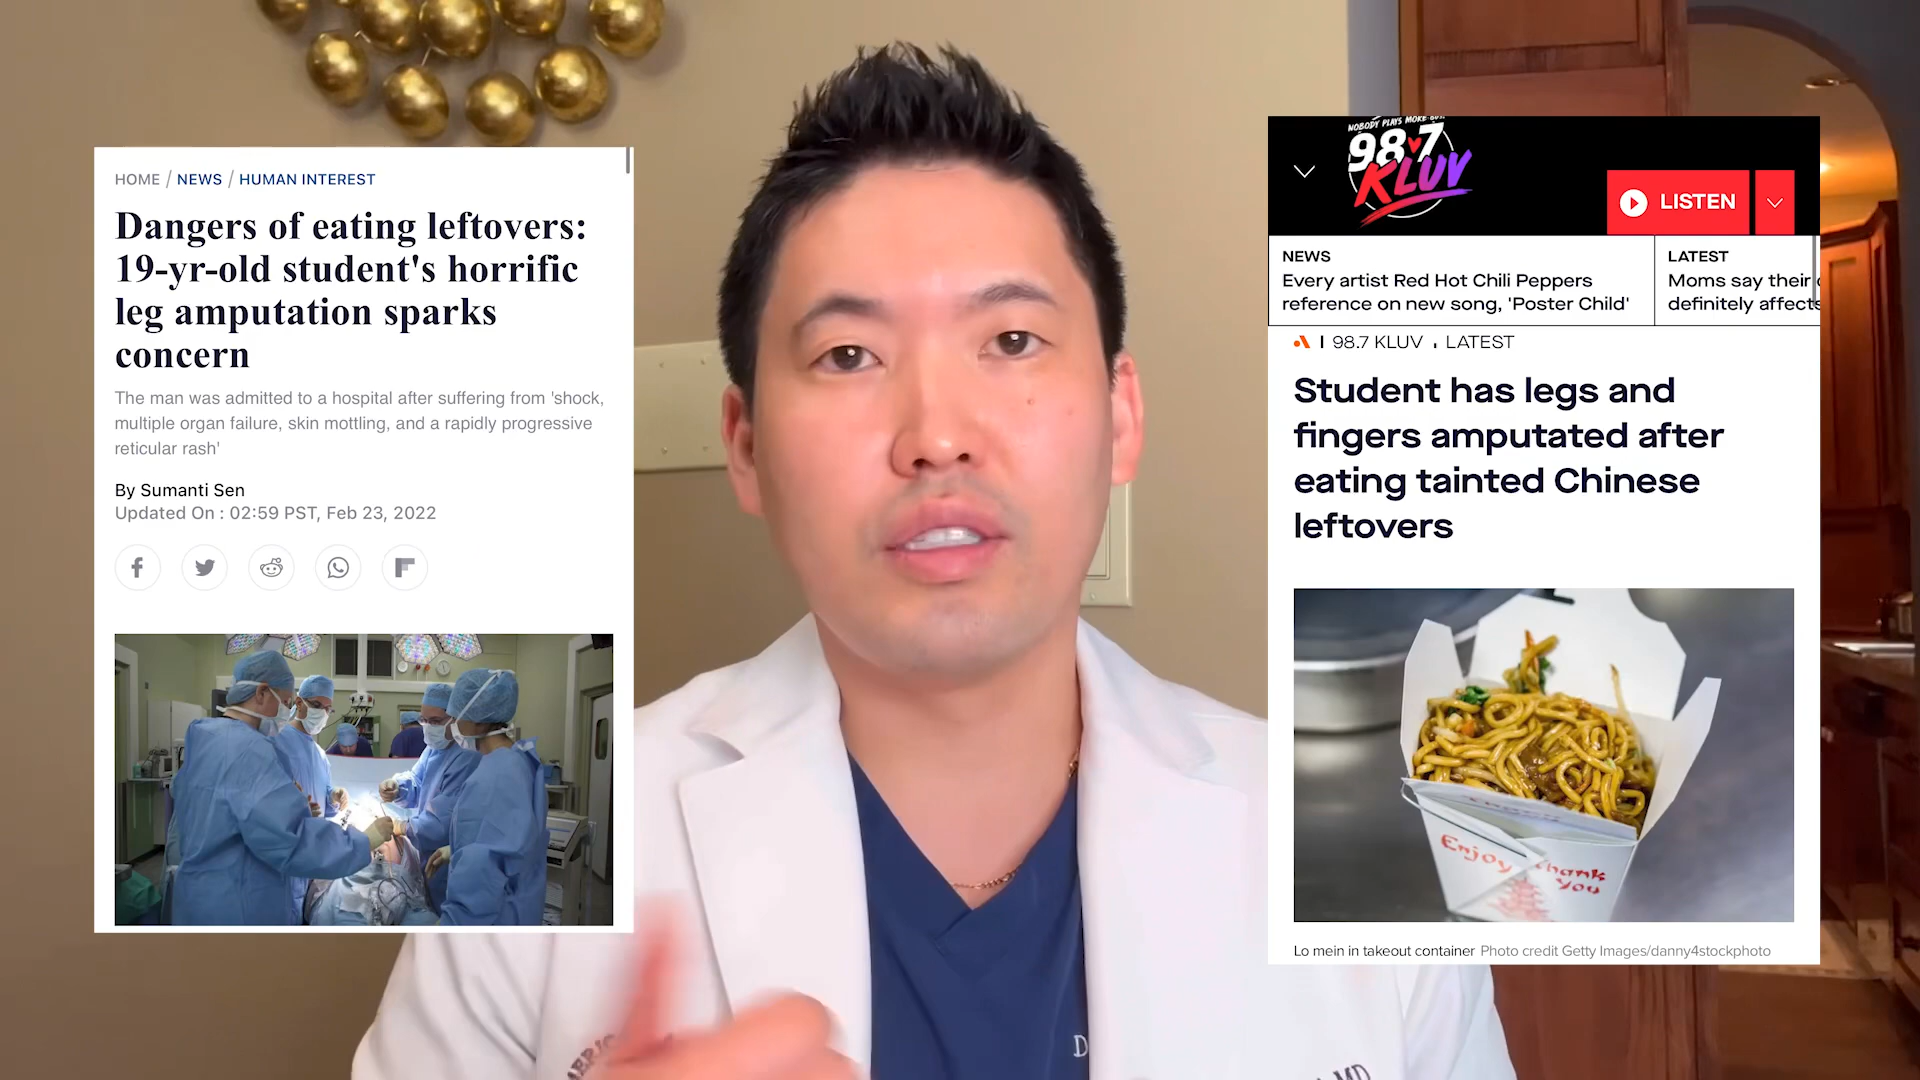 HOME / NEWS / HUMAN INTEREST
Dangers of eating leftovers:
19-yr-old student's horrific
leg amputation sparks
concern
The man was admitted to a hospital after suffering from 'shock,
multiple organ failure, skin mottling, and a rapidly progressive
reticular rash'
By Sumanti Sen
Updated On : 02:59 PST, Feb 23, 2022
NOBODY PLAYS MORE
98.7
KLUV
LISTEN
NEWS
Every artist Red Hot Chili Peppers
reference on new song, 'Poster Child'
LATEST
Moms say their
definitely affects
98.7 KLUV
LATEST
Student has legs and
fingers amputated after
eating tainted Chinese
leftovers
Enjoy
Thank
You
Lo mein in takeout container Photo credit Getty Images/danny4stockphoto
D
MD